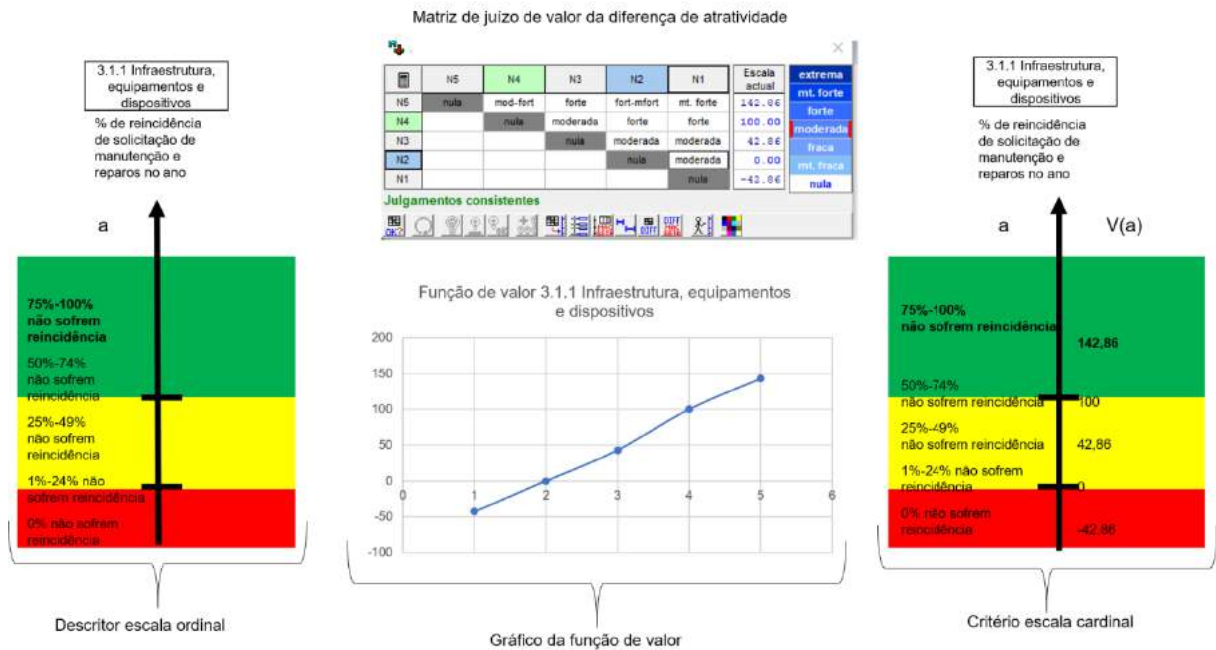 Matriz de juízo de valor da diferença de atratividade
3.1.1 Infraestrutura,
equipamentos e
dispositivos
% de reincidência
de solicitação de
manutenção e
reparos no ano
a
75%-100%
não sofrem
reincidência
50%-74%
não sofrem
reincidência
25%-49%
não sofrem
reincidência
1%-24% não
sofrem reincidência
0% não sofrem
reincidência
Descritor escala ordinal
N5 N4 N3 N2 N1 Escala actual
N5 nula mod-fort forte fort-mfort mt. forte 142.86
N4 nula moderada forte forte 100.00
N3 nula moderada moderada 42.86
N2 nula moderada 0.00
N1 nula -42.86
extrema
mt. forte
forte
moderada
fraca
mt. fraca
nula
Julgamentos consistentes
OK?
DIFF
DIFF
Função de valor 3.1.1 Infraestrutura, equipamentos
e dispositivos
200
150
100
50
0
-50
-100
0 1 2 3 4 5 6
Gráfico da função de valor
3.1.1 Infraestrutura,
equipamentos e
dispositivos
% de reincidência
de solicitação de
manutenção e
reparos no ano
a V(a)
75%-100%
não sofrem reincidência
142,86
50%-74%
não sofrem reincidência 100
25%-49%
não sofrem reincidência 42,86
1%-24% não sofrem
reincidência 0
0% não sofrem
reincidência -42,86
Critério escala cardinal